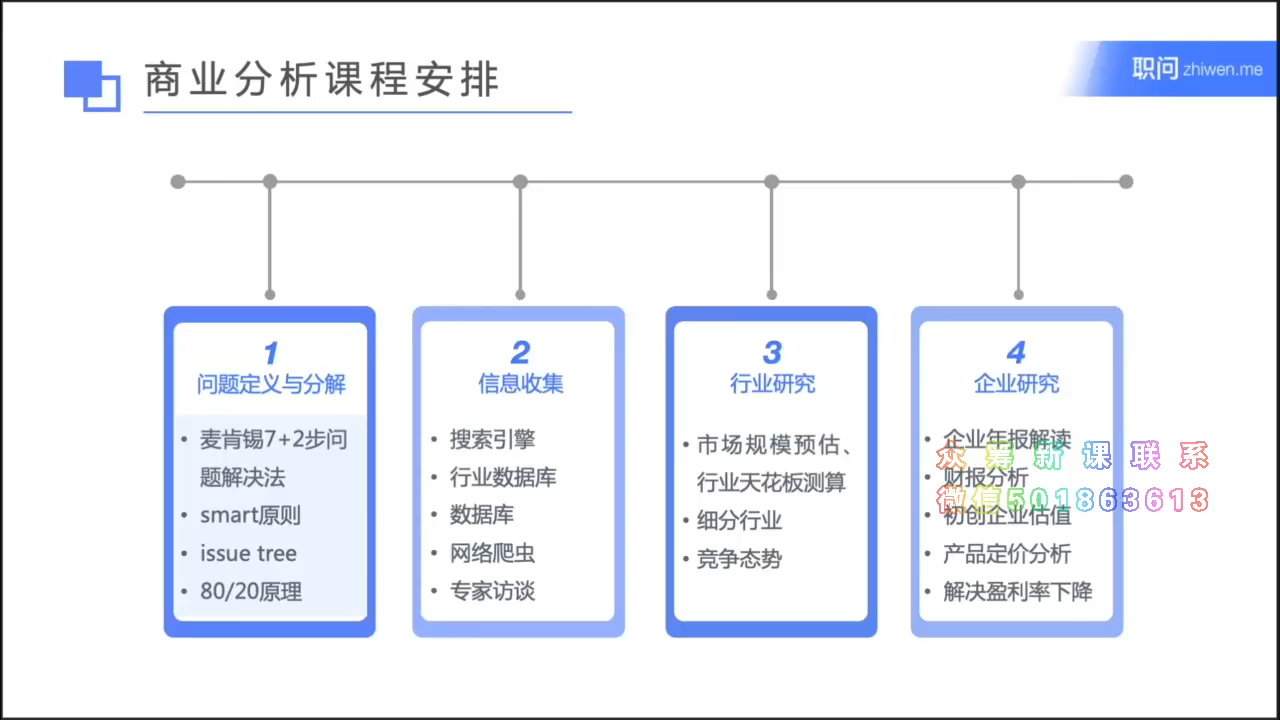 商业分析课程安排
职问 zhiwen.me
1
问题定义与分解
• 麦肯锡7+2步问
题解决法
• smart原则
• issue tree
• 80/20原理
2
信息收集
• 搜索引擎
• 行业数据库
• 数据库
• 网络爬虫
• 专家访谈
3
行业研究
• 市场规模预估、
行业天花板测算
• 细分行业
• 竞争态势
4
企业研究
• 企业年报解读
• 财报分析
• 初创企业估值
• 产品定价分析
• 解决盈利率下降
众筹新课联系
微信501863613